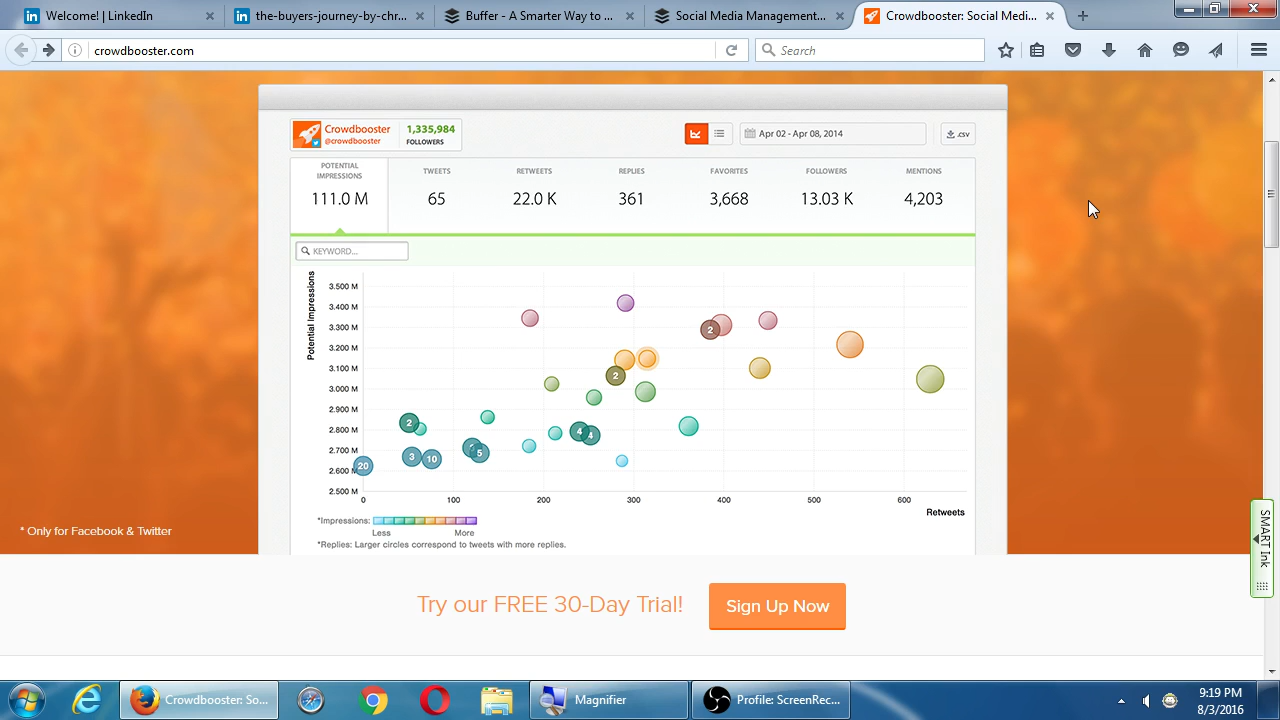 Welcome! | LinkedIn
the-buyers-journey-by-chr...
Buffer - A Smarter Way to ...
Social Media Management...
Crowdbooster: Social Medi...
crowdbooster.com
Search
Crowdbooster
@crowdbooster
1,335,984
FOLLOWERS
Apr 02 - Apr 08, 2014
.csv
POTENTIAL IMPRESSIONS
111.0 M
TWEETS
65
RETWEETS
22.0 K
REPLIES
361
FAVORITES
3,668
FOLLOWERS
13.03 K
MENTIONS
4,203
KEYWORD...
Potential Impressions
3.500 M
3.400 M
3.300 M
3.200 M
3.100 M
3.000 M
2.900 M
2.800 M
2.700 M
2.600 M
2.500 M
2
2
2
4
4
3
10
5
20
0 100 200 300 400 500 600
Retweets
*Impressions:
Less More
*Replies: Larger circles correspond to tweets with more replies.
* Only for Facebook & Twitter
SMART Ink
Try our FREE 30-Day Trial!
Sign Up Now
Crowdbooster: So...
Magnifier
Profile: ScreenRec...
9:19 PM
8/3/2016